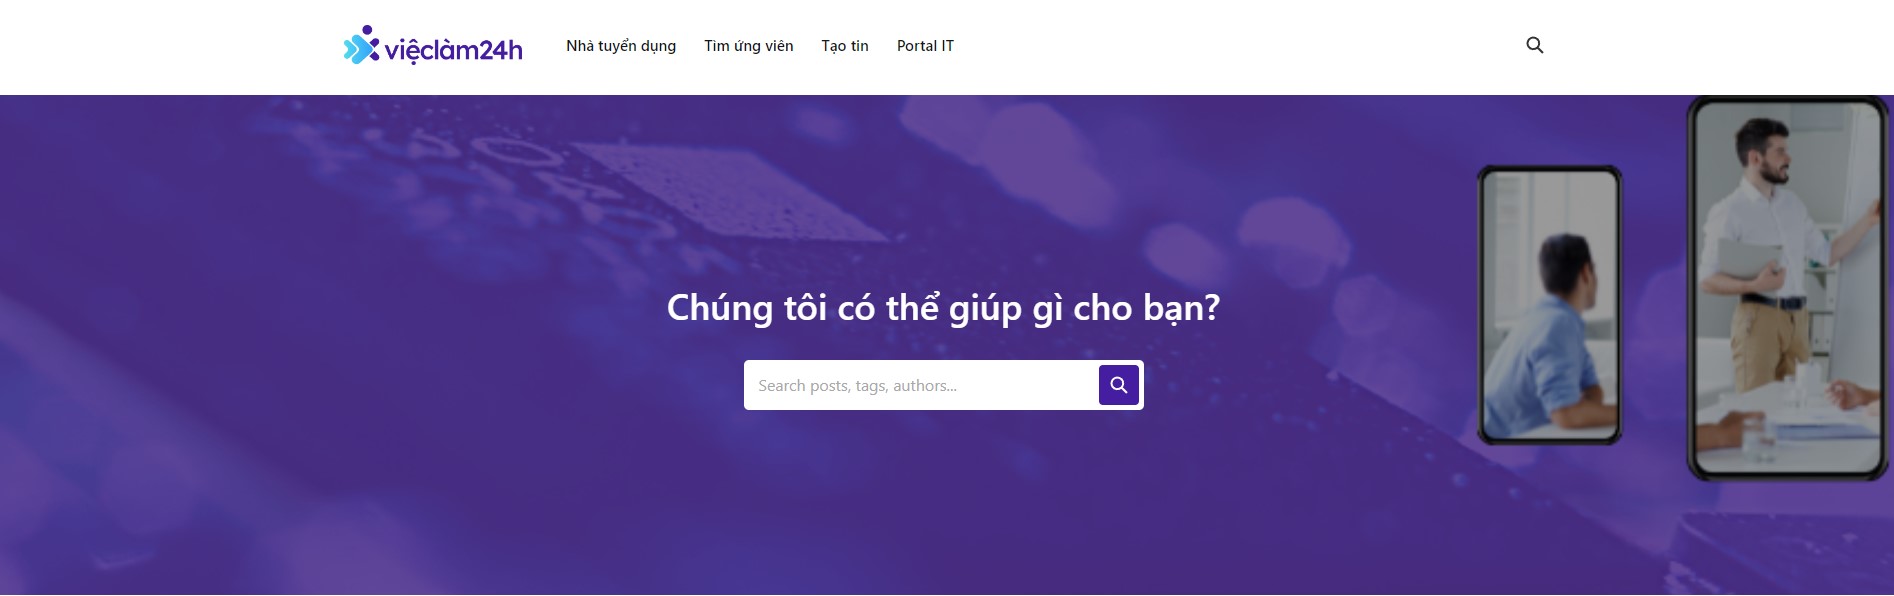 việclàm24h
Nhà tuyển dụng
Tìm ứng viên
Tạo tin
Portal IT
Chúng tôi có thể giúp gì cho bạn?
Search posts, tags, authors...